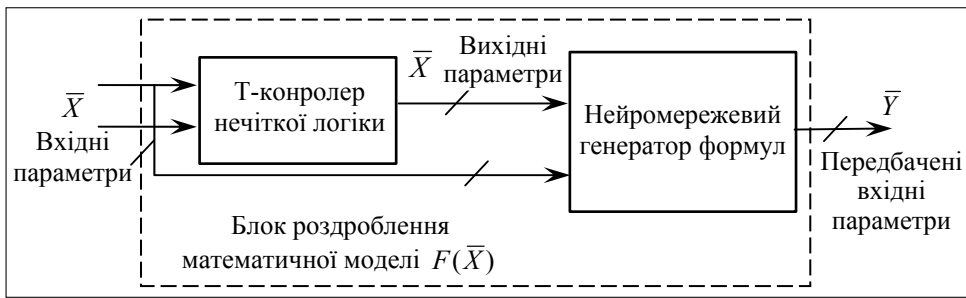 X̅
Вхідні
параметри
Т-конролер
нечіткої логіки
X̅
Вихідні
параметри
Нейромережевий
генератор формул
Y̅
Передбачені
вхідні
параметри
Блок роздроблення
математичної моделі F(X̅)